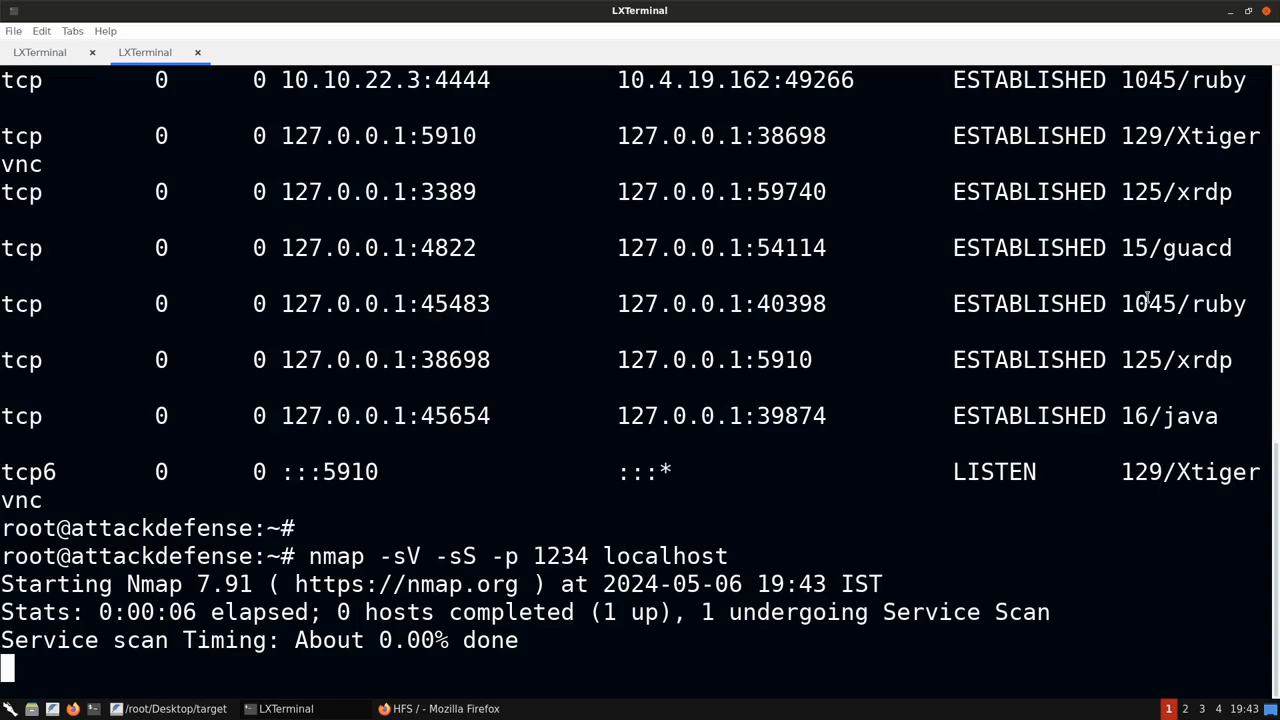 LXTerminal
File Edit Tabs Help
LXTerminal × LXTerminal ×
tcp 0 0 10.10.22.3:4444 10.4.19.162:49266 ESTABLISHED 1045/ruby
tcp 0 0 127.0.0.1:5910 127.0.0.1:38698 ESTABLISHED 129/Xtiger
vnc
tcp 0 0 127.0.0.1:3389 127.0.0.1:59740 ESTABLISHED 125/xrdp
tcp 0 0 127.0.0.1:4822 127.0.0.1:54114 ESTABLISHED 15/guacd
tcp 0 0 127.0.0.1:45483 127.0.0.1:40398 ESTABLISHED 1045/ruby
tcp 0 0 127.0.0.1:38698 127.0.0.1:5910 ESTABLISHED 125/xrdp
tcp 0 0 127.0.0.1:45654 127.0.0.1:39874 ESTABLISHED 16/java
tcp6 0 0 :::5910 :::* LISTEN 129/Xtiger
vnc
root@attackdefense:~#
root@attackdefense:~# nmap -sV -sS -p 1234 localhost
Starting Nmap 7.91 ( https://nmap.org ) at 2024-05-06 19:43 IST
Stats: 0:00:06 elapsed; 0 hosts completed (1 up), 1 undergoing Service Scan
Service scan Timing: About 0.00% done
/root/Desktop/target LXTerminal HFS / - Mozilla Firefox 1 2 3 4 19:43